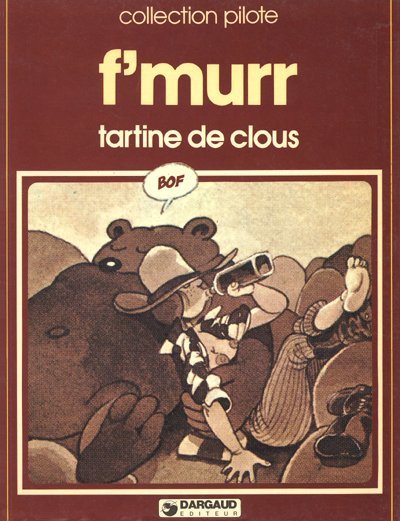 collection pilote
f'murr
tartine de clous
BOF
DARGAUD
EDITEUR